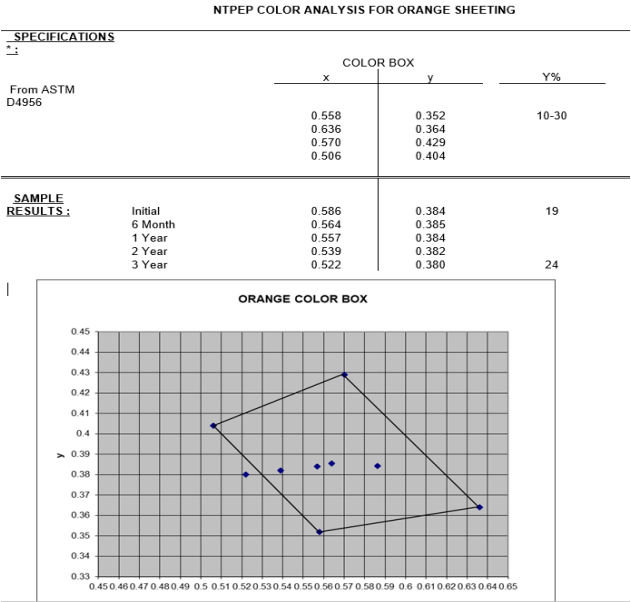 NTPEP COLOR ANALYSIS FOR ORANGE SHEETING
SPECIFICATIONS
* :
COLOR BOX
x y Y%
From ASTM
D4956
0.558 0.352 10-30
0.636 0.364
0.570 0.429
0.506 0.404
SAMPLE
RESULTS : Initial 0.586 0.384 19
6 Month 0.564 0.385
1 Year 0.557 0.384
2 Year 0.539 0.382
3 Year 0.522 0.380 24
ORANGE COLOR BOX
0.45
0.44
0.43
0.42
0.41
0.4
0.39
y
0.38
0.37
0.36
0.35
0.34
0.33
0.45 0.46 0.47 0.48 0.49 0.5 0.51 0.52 0.53 0.54 0.55 0.56 0.57 0.58 0.59 0.6 0.61 0.62 0.63 0.64 0.65